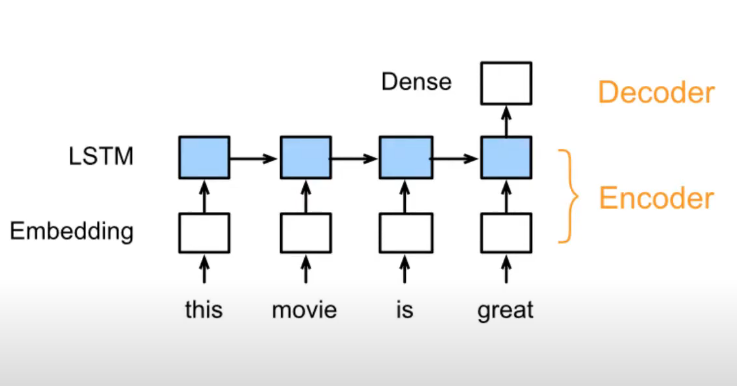 Dense
Decoder
LSTM
Encoder
Embedding
this movie is great